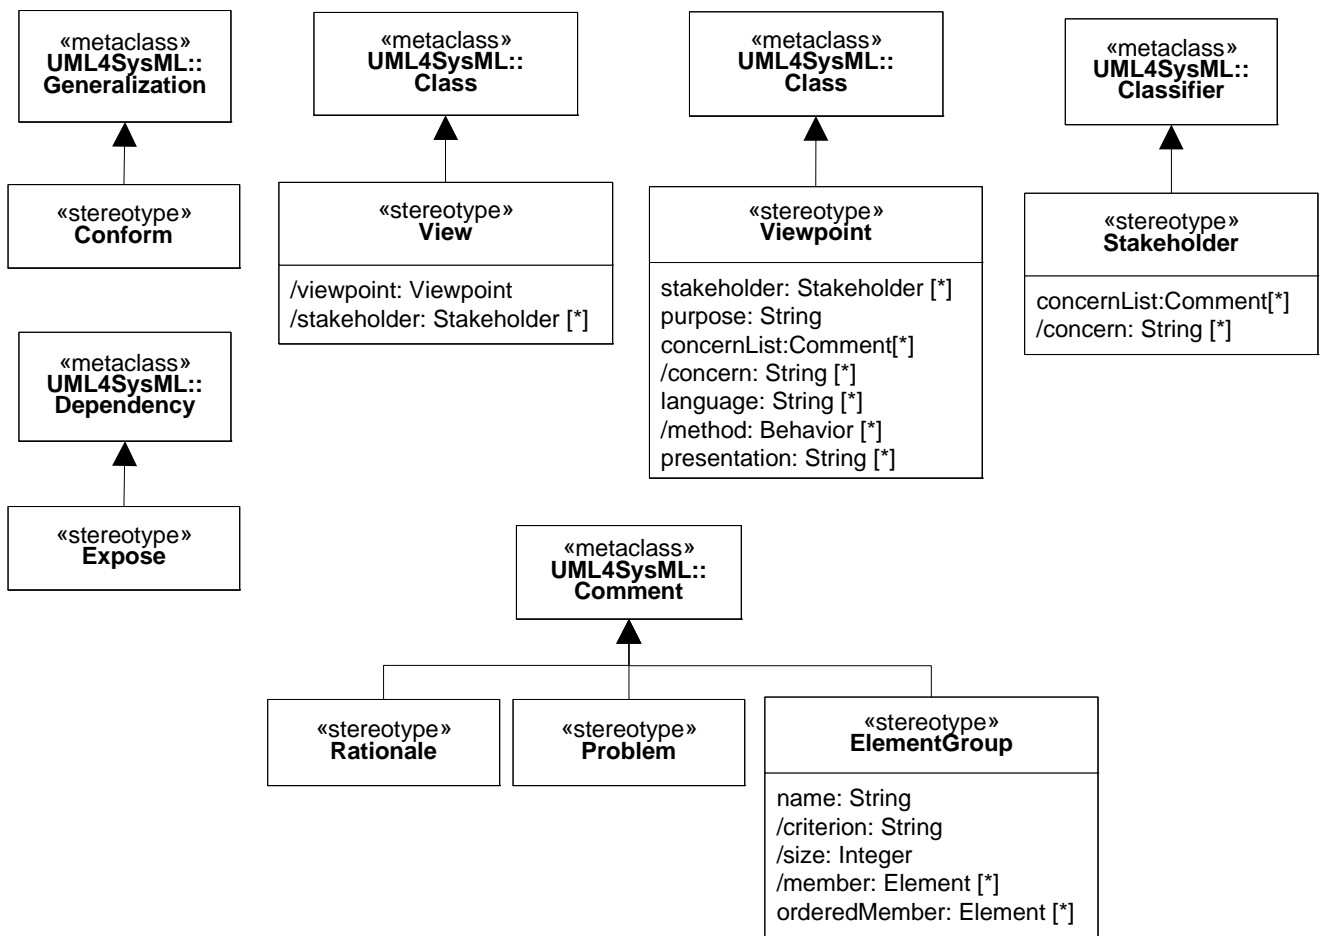 «metaclass»
UML4SysML::
Generalization
«stereotype»
Conform
«metaclass»
UML4SysML::
Class
«stereotype»
View
/viewpoint: Viewpoint
/stakeholder: Stakeholder [*]
«metaclass»
UML4SysML::
Class
«stereotype»
Viewpoint
stakeholder: Stakeholder [*]
purpose: String
concernList:Comment[*]
/concern: String [*]
language: String [*]
/method: Behavior [*]
presentation: String [*]
«metaclass»
UML4SysML::
Classifier
«stereotype»
Stakeholder
concernList:Comment[*]
/concern: String [*]
«metaclass»
UML4SysML::
Dependency
«stereotype»
Expose
«metaclass»
UML4SysML::
Comment
«stereotype»
Rationale
«stereotype»
Problem
«stereotype»
ElementGroup
name: String
/criterion: String
/size: Integer
/member: Element [*]
orderedMember: Element [*]